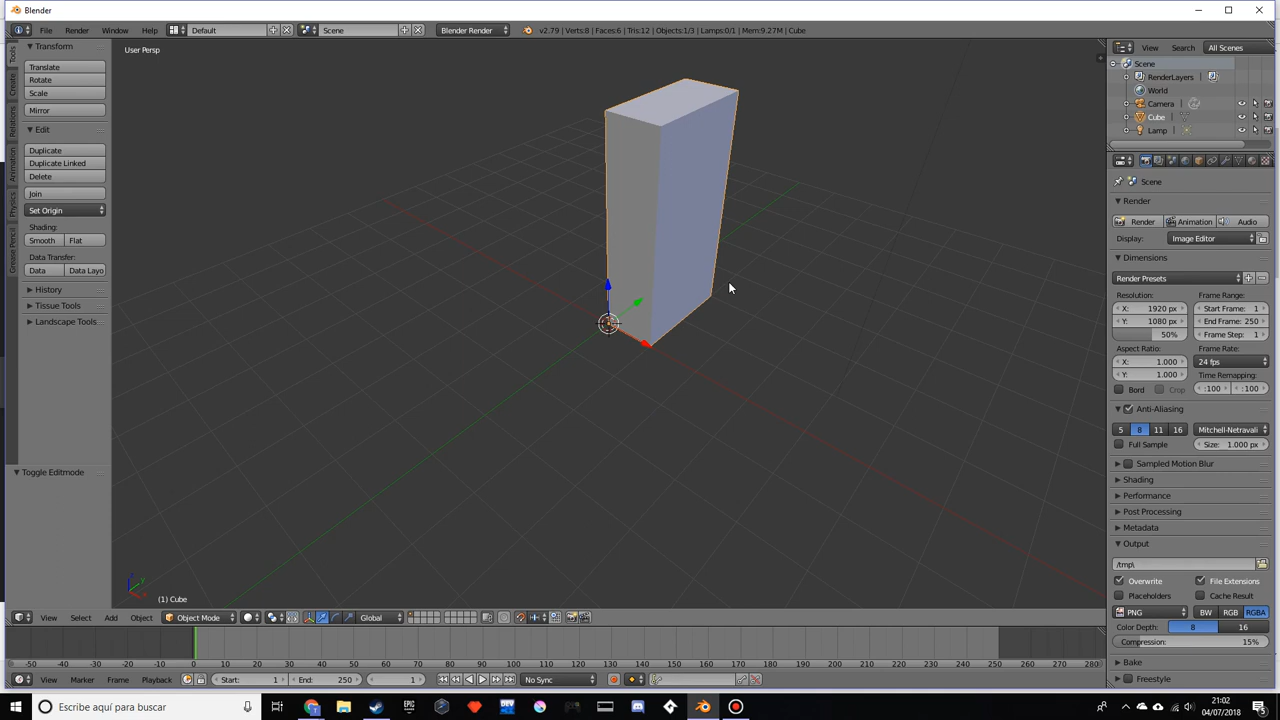 Blender
File Render Window Help Default Scene Blender Render v2.79 | Verts:8 | Faces:6 | Tris:12 | Objects:1/3 | Lamps:0/1 | Mem:9.27M | Cube
Tools
Create
Relations
Animation
Physics
Grease Pencil
Transform
Translate
Rotate
Scale
Mirror
Edit
Duplicate
Duplicate Linked
Delete
Join
Set Origin
Shading:
Smooth Flat
Data Transfer:
Data Data Layo
History
Tissue Tools
Landscape Tools
Toggle Editmode
User Persp
(1) Cube
View Search All Scenes
Scene
RenderLayers
World
Camera
Cube
Lamp
Scene
Render
Render Animation Audio
Display: Image Editor
Dimensions
Render Presets
Resolution: Frame Range:
X: 1920 px Start Frame: 1
Y: 1080 px End Frame: 250
50% Frame Step: 1
Aspect Ratio: Frame Rate:
X: 1.000 24 fps
Y: 1.000 Time Remapping:
Bord Crop :100 :100
Anti-Aliasing
5 8 11 16 Mitchell-Netravali
Full Sample Size: 1.000 px
Sampled Motion Blur
Shading
Performance
Post Processing
Metadata
Output
/tmp\
Overwrite File Extensions
Placeholders Cache Result
PNG BW RGB RGBA
Color Depth: 8 16
Compression: 15%
Bake
Freestyle
View Select Add Object Object Mode Global
-50 -40 -30 -20 -10 0 10 20 30 40 50 60 70 80 90 100 110 120 130 140 150 160 170 180 190 200 210 220 230 240 250 260 270 280
View Marker Frame Playback Start: 1 End: 250 1 No Sync
Escribe aquí para buscar
EPIC
GAMES
DEV
21:02
04/07/2018